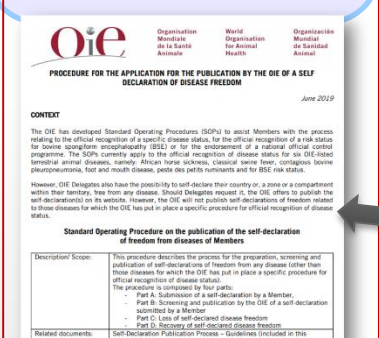 Oie
Organisation
Mondiale
de la Santé
Animale
World
Organisation
for Animal
Health
Organización
Mundial
de Sanidad
Animal
PROCEDURE FOR THE APPLICATION FOR THE PUBLICATION BY THE OIE OF A SELF
DECLARATION OF DISEASE FREEDOM
June 2019
CONTEXT
The OIE has developed Standard Operating Procedures (SOPs) to assist Members with the process
relating to the official recognition of a specific disease status, for the official recognition of a risk status
for bovine spongiform encephalopathy (BSE) or for the endorsement of a national official control
programme. The SOPs currently apply to the official recognition of disease status for six OIE-listed
terrestrial animal diseases, namely: African horse sickness, classical swine fever, contagious bovine
pleuropneumonia, foot and mouth disease, peste des petits ruminants and for BSE risk status.
However, OIE Delegates also have the possibility to self-declare their country or, a zone or a compartment
within their territory, free from any disease. Should Delegates request it, the OIE offers to publish the
self-declaration(s) on its website. However, the OIE will not publish self-declarations of freedom related
to those diseases for which the OIE has put in place a specific procedure for official recognition of disease
status.
Standard Operating Procedure on the publication of the self-declaration
of freedom from diseases of Members
Description/ Scope:
This procedure describes the process for the preparation, screening and
publication of self-declarations of freedom from any disease (other than
those diseases for which the OIE has put in place a specific procedure for
official recognition of disease status).
The procedure is composed by four parts:
- Part A: Submission of a self-declaration by a Member,
- Part B: Screening and publication by the OIE of a self-declaration
submitted by a Member
- Part C: Loss of self-declared disease freedom
- Part D: Recovery of self-declared disease freedom
Related documents:
Self-Declaration Publication Process – Guidelines (included in this